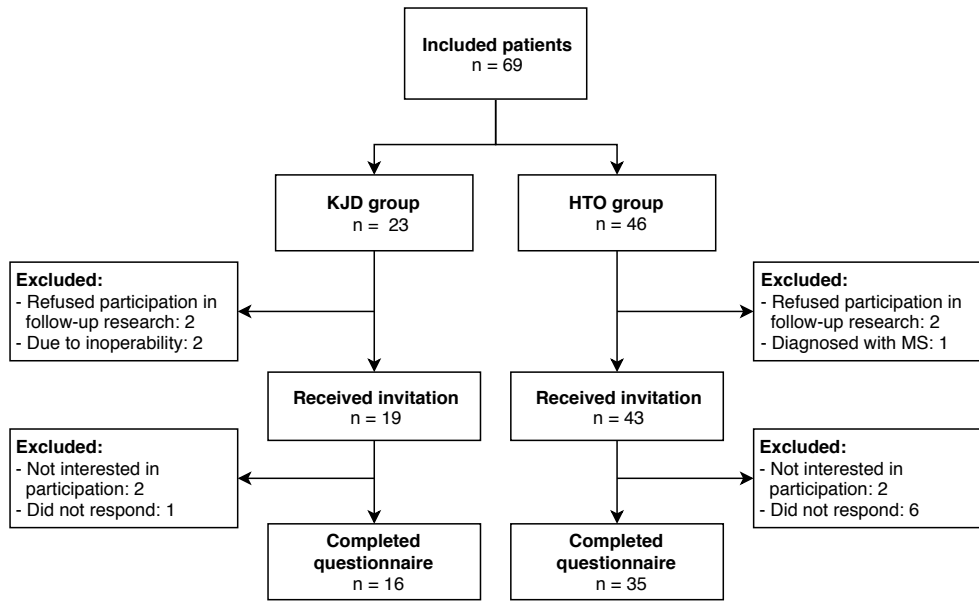 Included patients
n = 69
KJD group
n = 23
HTO group
n = 46
Excluded:
- Refused participation in
follow-up research: 2
- Due to inoperability: 2
Excluded:
- Refused participation in
follow-up research: 2
- Diagnosed with MS: 1
Received invitation
n = 19
Received invitation
n = 43
Excluded:
- Not interested in
participation: 2
- Did not respond: 1
Excluded:
- Not interested in
participation: 2
- Did not respond: 6
Completed
questionnaire
n = 16
Completed
questionnaire
n = 35